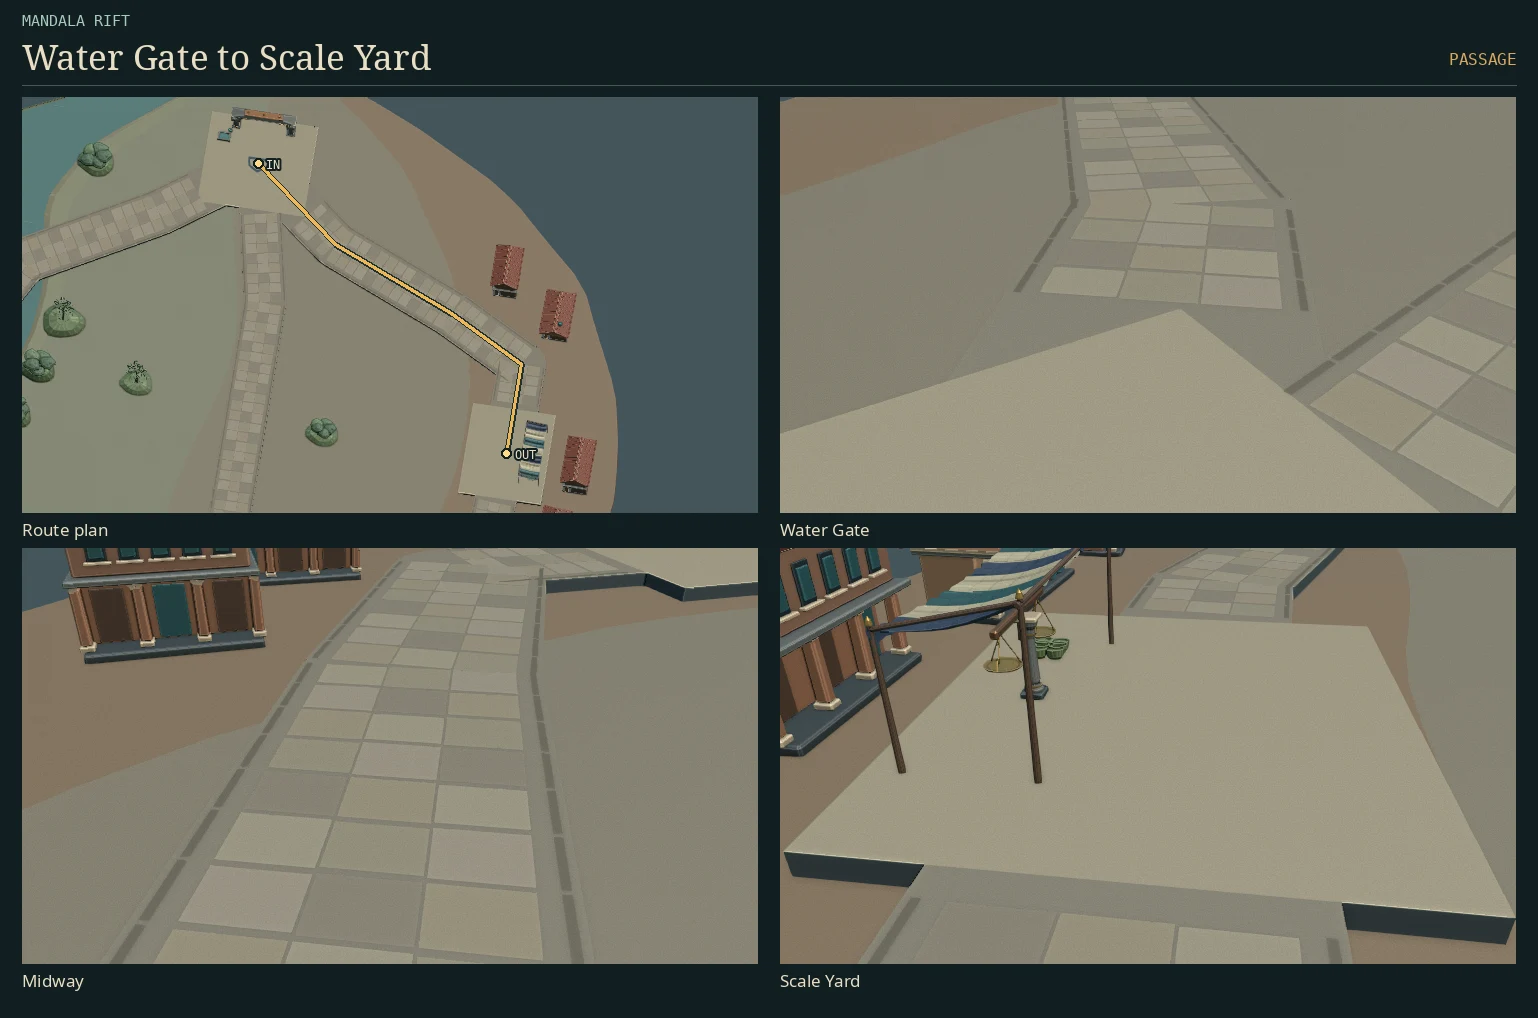 MANDALA RIFT
Water Gate to Scale Yard
PASSAGE
IN
OUT
Route plan
Water Gate
Midway
Scale Yard